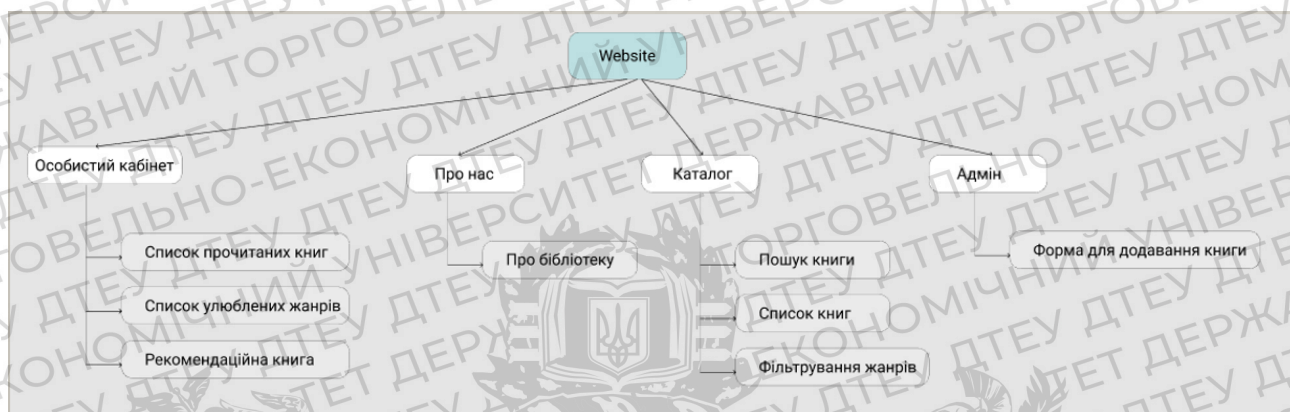 Website
Особистий кабінет
Про нас
Каталог
Адмін
Список прочитаних книг
Список улюблених жанрів
Рекомендаційна книга
Про бібліотеку
Пошук книги
Список книг
Фільтрування жанрів
Форма для додавання книги